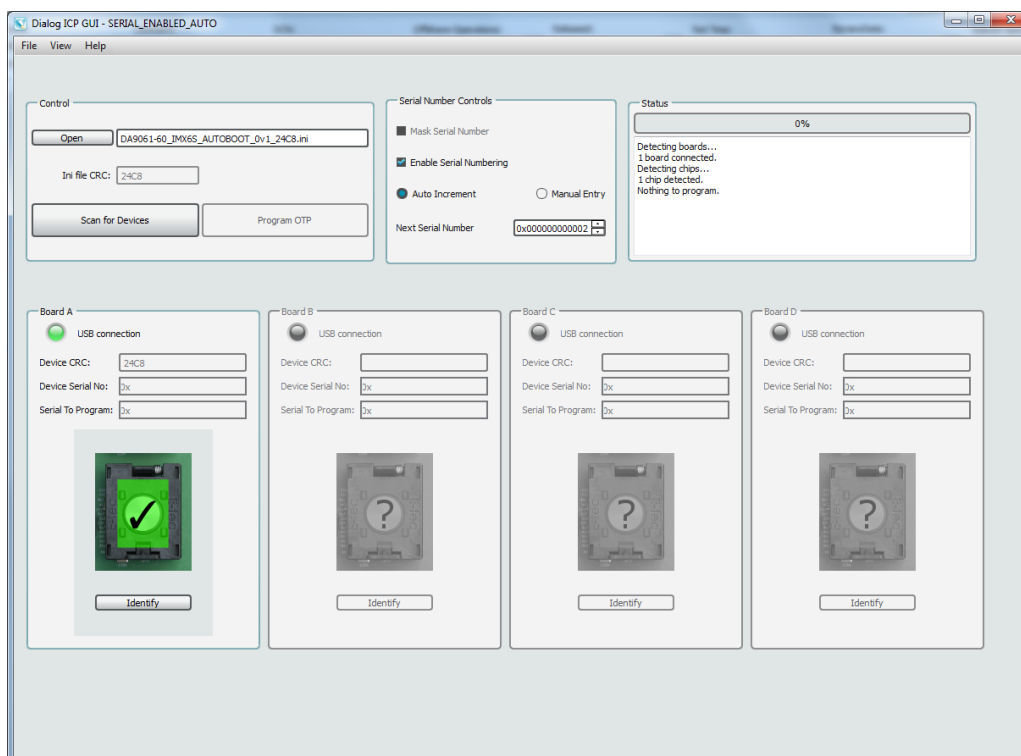 Dialog ICP GUI - SERIAL_ENABLED_AUTO
File View Help
Control
Open DA9061-60_IMX6S_AUTOBOOT_0v1_24C8.ini
Ini file CRC: 24C8
Scan for Devices Program OTP
Serial Number Controls
Mask Serial Number
Enable Serial Numbering
Auto Increment Manual Entry
Next Serial Number 0x000000000002
Status
0%
Detecting boards...
1 board connected.
Detecting chips...
1 chip detected.
Nothing to program.
Board A
USB connection
Device CRC: 24C8
Device Serial No: 0x
Serial To Program: 0x
Identify
Board B
USB connection
Device CRC:
Device Serial No: 0x
Serial To Program: 0x
?
Identify
Board C
USB connection
Device CRC:
Device Serial No: 0x
Serial To Program: 0x
?
Identify
Board D
USB connection
Device CRC:
Device Serial No: 0x
Serial To Program: 0x
?
Identify